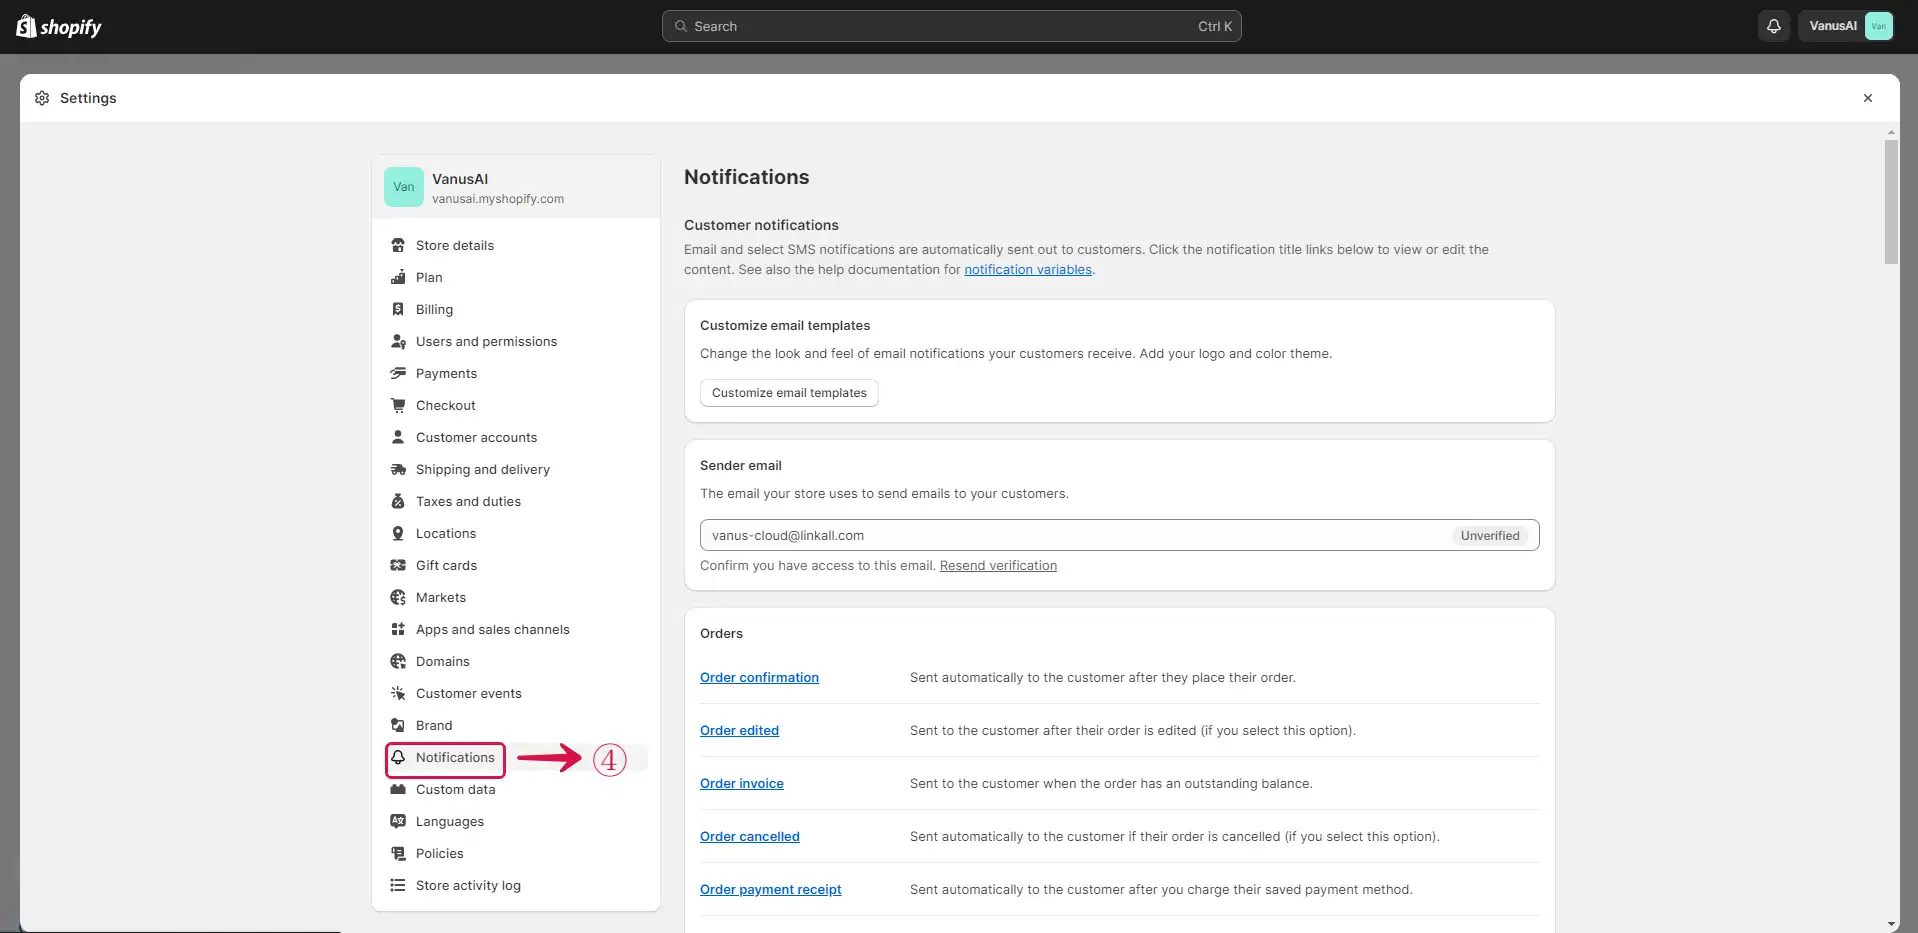 shopify
Search
Ctrl K
VanusAI
Van
Settings
Van
VanusAI
vanusai.myshopify.com
Store details
Plan
Billing
Users and permissions
Payments
Checkout
Customer accounts
Shipping and delivery
Taxes and duties
Locations
Gift cards
Markets
Apps and sales channels
Domains
Customer events
Brand
Notifications
④
Custom data
Languages
Policies
Store activity log
Notifications
Customer notifications
Email and select SMS notifications are automatically sent out to customers. Click the notification title links below to view or edit the
content. See also the help documentation for notification variables.
Customize email templates
Change the look and feel of email notifications your customers receive. Add your logo and color theme.
Customize email templates
Sender email
The email your store uses to send emails to your customers.
vanus-cloud@linkall.com
Unverified
Confirm you have access to this email. Resend verification
Orders
Order confirmation
Sent automatically to the customer after they place their order.
Order edited
Sent to the customer after their order is edited (if you select this option).
Order invoice
Sent to the customer when the order has an outstanding balance.
Order cancelled
Sent automatically to the customer if their order is cancelled (if you select this option).
Order payment receipt
Sent automatically to the customer after you charge their saved payment method.